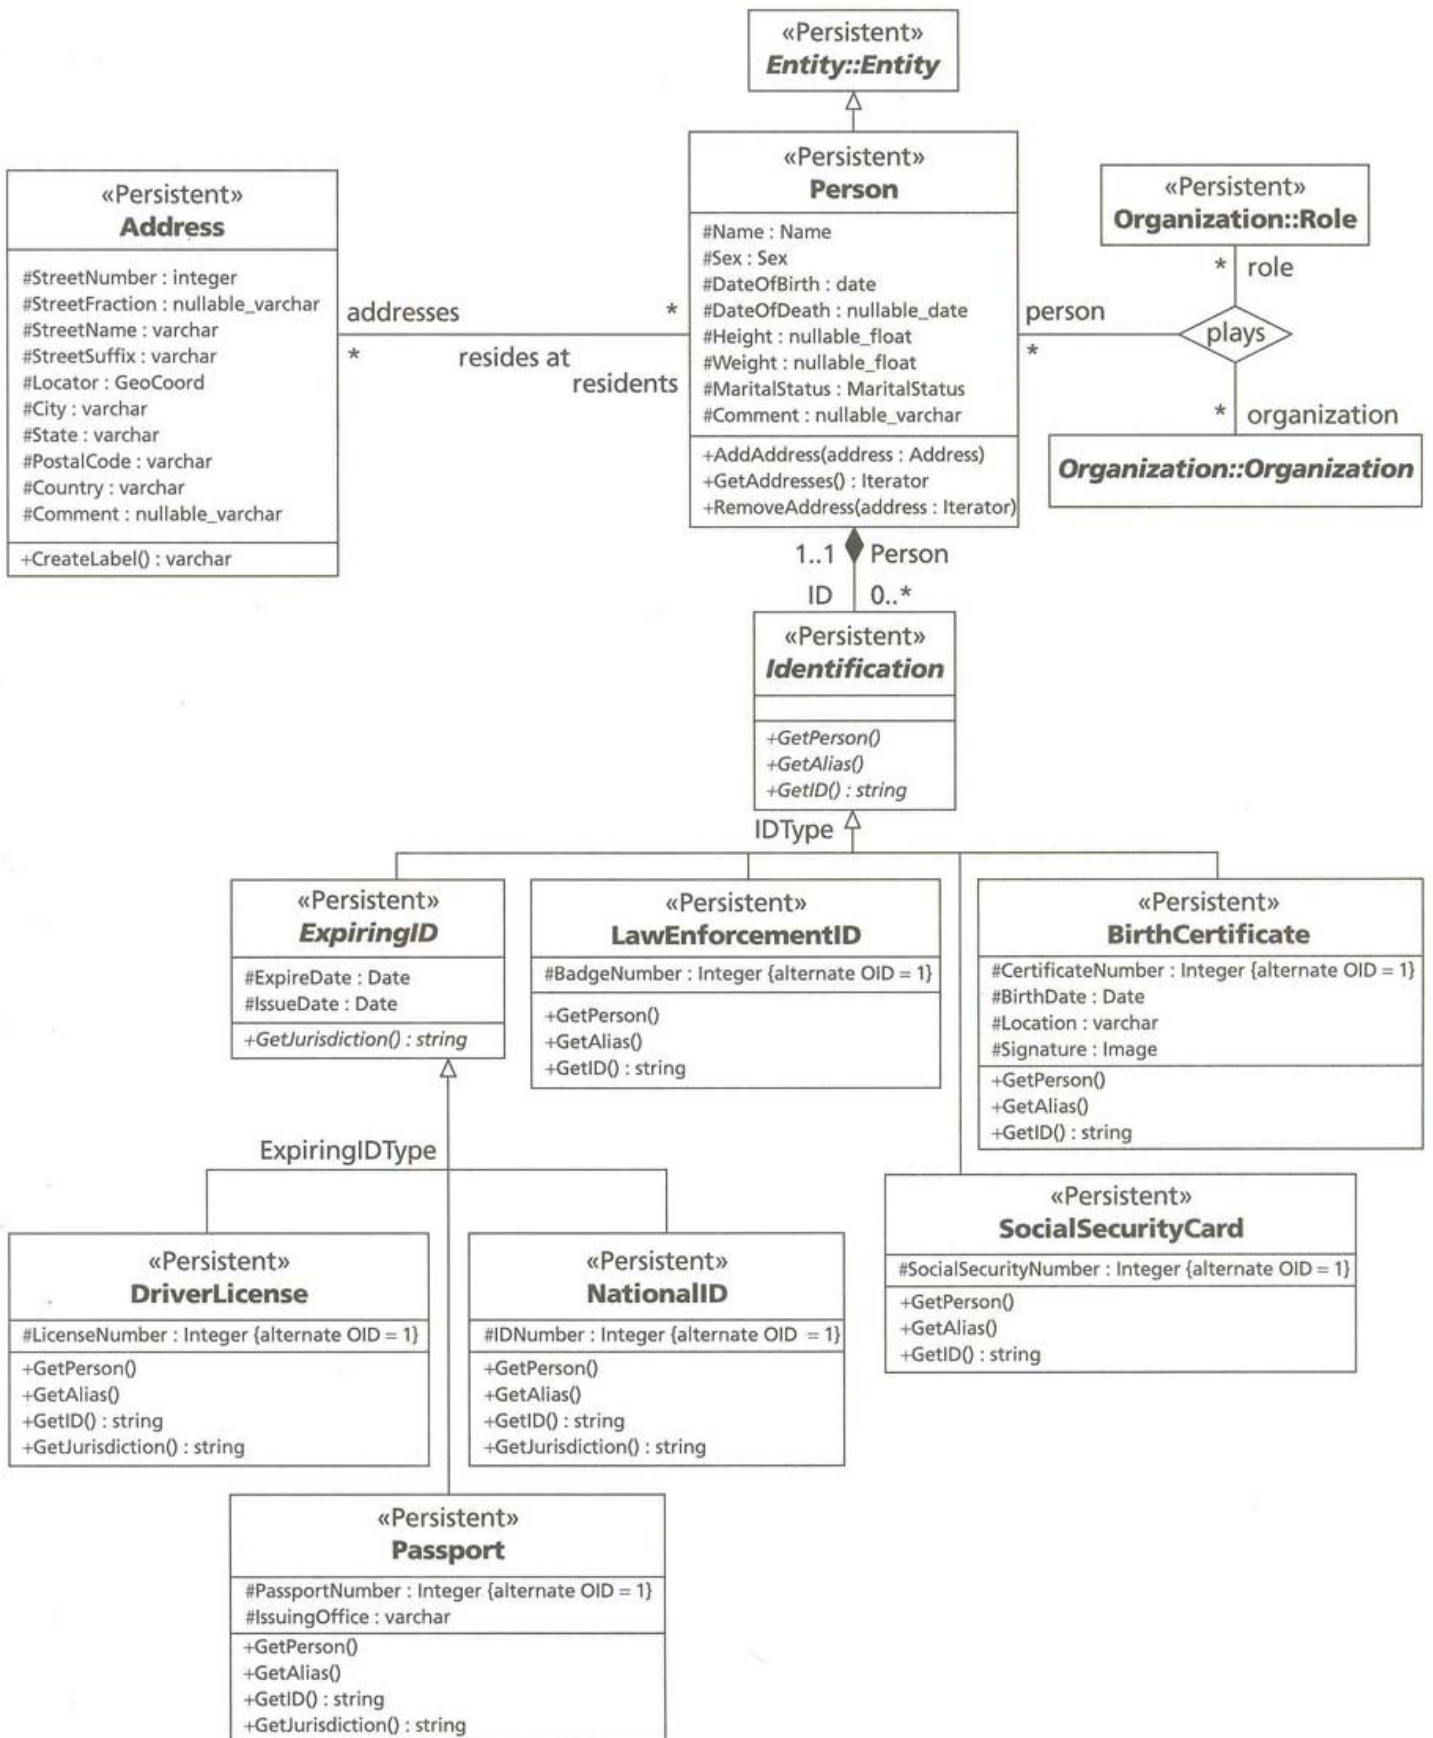 «Persistent»
Entity::Entity
«Persistent»
Address
#StreetNumber : integer
#StreetFraction : nullable_varchar
#StreetName : varchar
#StreetSuffix : varchar
#Locator : GeoCoord
#City : varchar
#State : varchar
#PostalCode : varchar
#Country : varchar
#Comment : nullable_varchar
+CreateLabel() : varchar
addresses
*
*
resides at
residents
«Persistent»
Person
#Name : Name
#Sex : Sex
#DateOfBirth : date
#DateOfDeath : nullable_date
#Height : nullable_float
#Weight : nullable_float
#MaritalStatus : MaritalStatus
#Comment : nullable_varchar
+AddAddress(address : Address)
+GetAddresses() : Iterator
+RemoveAddress(address : Iterator)
person
*
«Persistent»
Organization::Role
* role
plays
* organization
Organization::Organization
1..1 Person
ID 0..*
«Persistent»
Identification
+GetPerson()
+GetAlias()
+GetID() : string
IDType
«Persistent»
ExpiringID
#ExpireDate : Date
#IssueDate : Date
+GetJurisdiction() : string
«Persistent»
LawEnforcementID
#BadgeNumber : Integer {alternate OID = 1}
+GetPerson()
+GetAlias()
+GetID() : string
«Persistent»
BirthCertificate
#CertificateNumber : Integer {alternate OID = 1}
#BirthDate : Date
#Location : varchar
#Signature : Image
+GetPerson()
+GetAlias()
+GetID() : string
ExpiringIDType
«Persistent»
SocialSecurityCard
#SocialSecurityNumber : Integer {alternate OID = 1}
+GetPerson()
+GetAlias()
+GetID() : string
«Persistent»
DriverLicense
#LicenseNumber : Integer {alternate OID = 1}
+GetPerson()
+GetAlias()
+GetID() : string
+GetJurisdiction() : string
«Persistent»
NationalID
#IDNumber : Integer {alternate OID = 1}
+GetPerson()
+GetAlias()
+GetID() : string
+GetJurisdiction() : string
«Persistent»
Passport
#PassportNumber : Integer {alternate OID = 1}
#IssuingOffice : varchar
+GetPerson()
+GetAlias()
+GetID() : string
+GetJurisdiction() : string